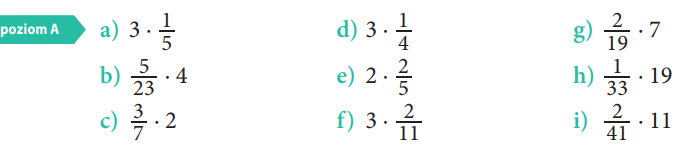 poziom A
a) 3 · 1/5
b) 5/23 · 4
c) 3/7 · 2
d) 3 · 1/4
e) 2 · 2/5
f) 3 · 2/11
g) 2/19 · 7
h) 1/33 · 19
i) 2/41 · 11